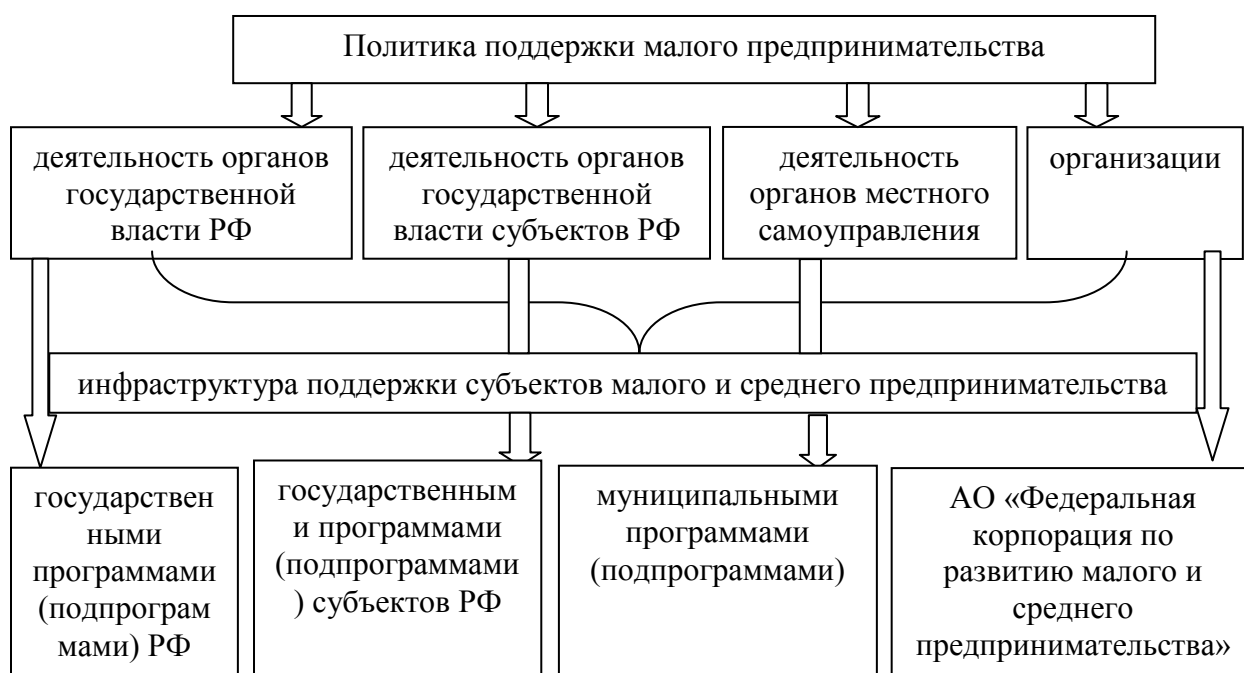 Политика поддержки малого предпринимательства
деятельность органов
государственной
власти РФ
деятельность органов
государственной
власти субъектов РФ
деятельность
органов местного
самоуправления
организации
инфраструктура поддержки субъектов малого и среднего предпринимательства
государствен
ными
программами
(подпрограм
мами) РФ
государственным
и программами
(подпрограммами
) субъектов РФ
муниципальными
программами
(подпрограммами)
АО «Федеральная
корпорация по
развитию малого и
среднего
предпринимательства»